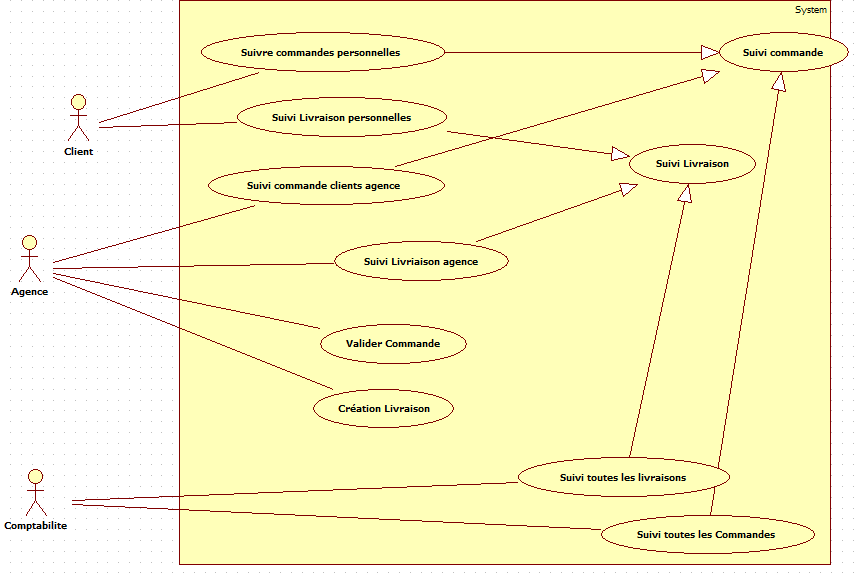 System
Suivre commandes personnelles
Suivi commande
Suivi Livraison personnelles
Client
Suivi Livraison
Suivi commande clients agence
Suivi Livriaison agence
Agence
Valider Commande
Création Livraison
Suivi toutes les livraisons
Comptabilite
Suivi toutes les Commandes